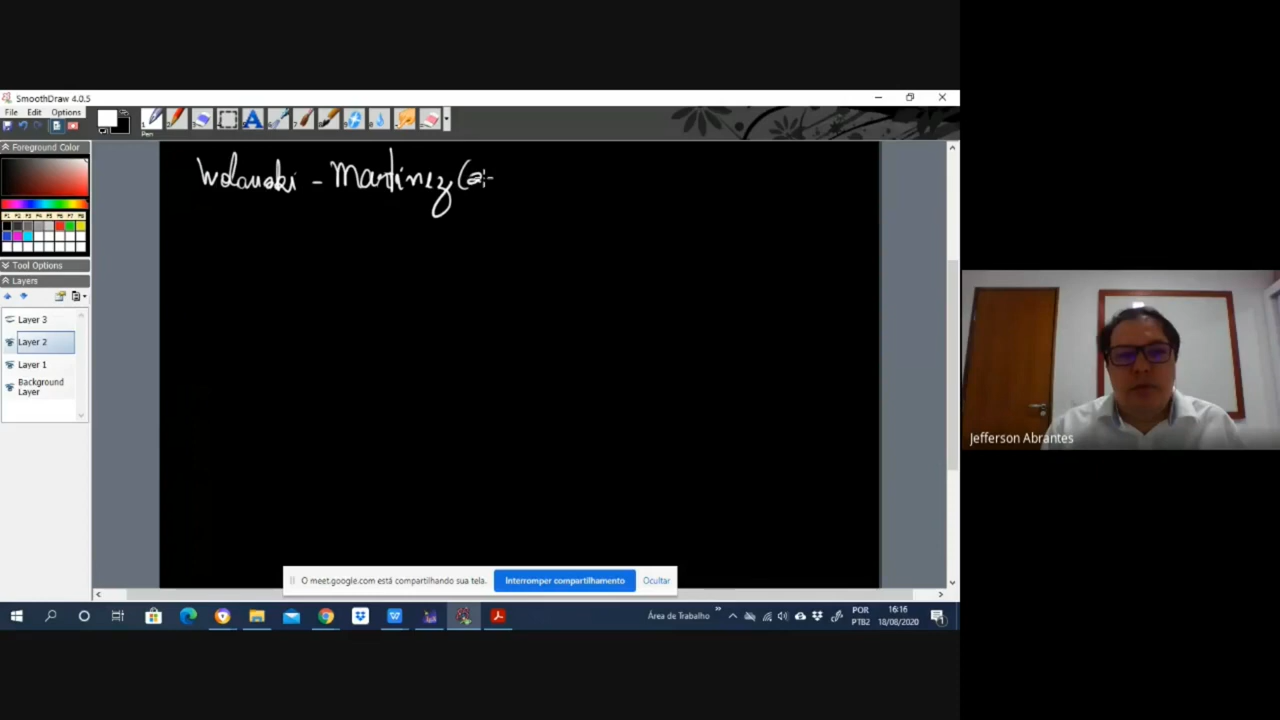 SmoothDraw 4.0.5
File Edit Options
Pen
Foreground Color
Tool Options
Layers
Layer 3
Layer 2
Layer 1
Background
Layer
Wolanski - Martinez (
Jefferson Abrantes
O meet.google.com está compartilhando sua tela. Interromper compartilhamento Ocultar
Área de Trabalho
POR
PTB2
16:16
18/08/2020